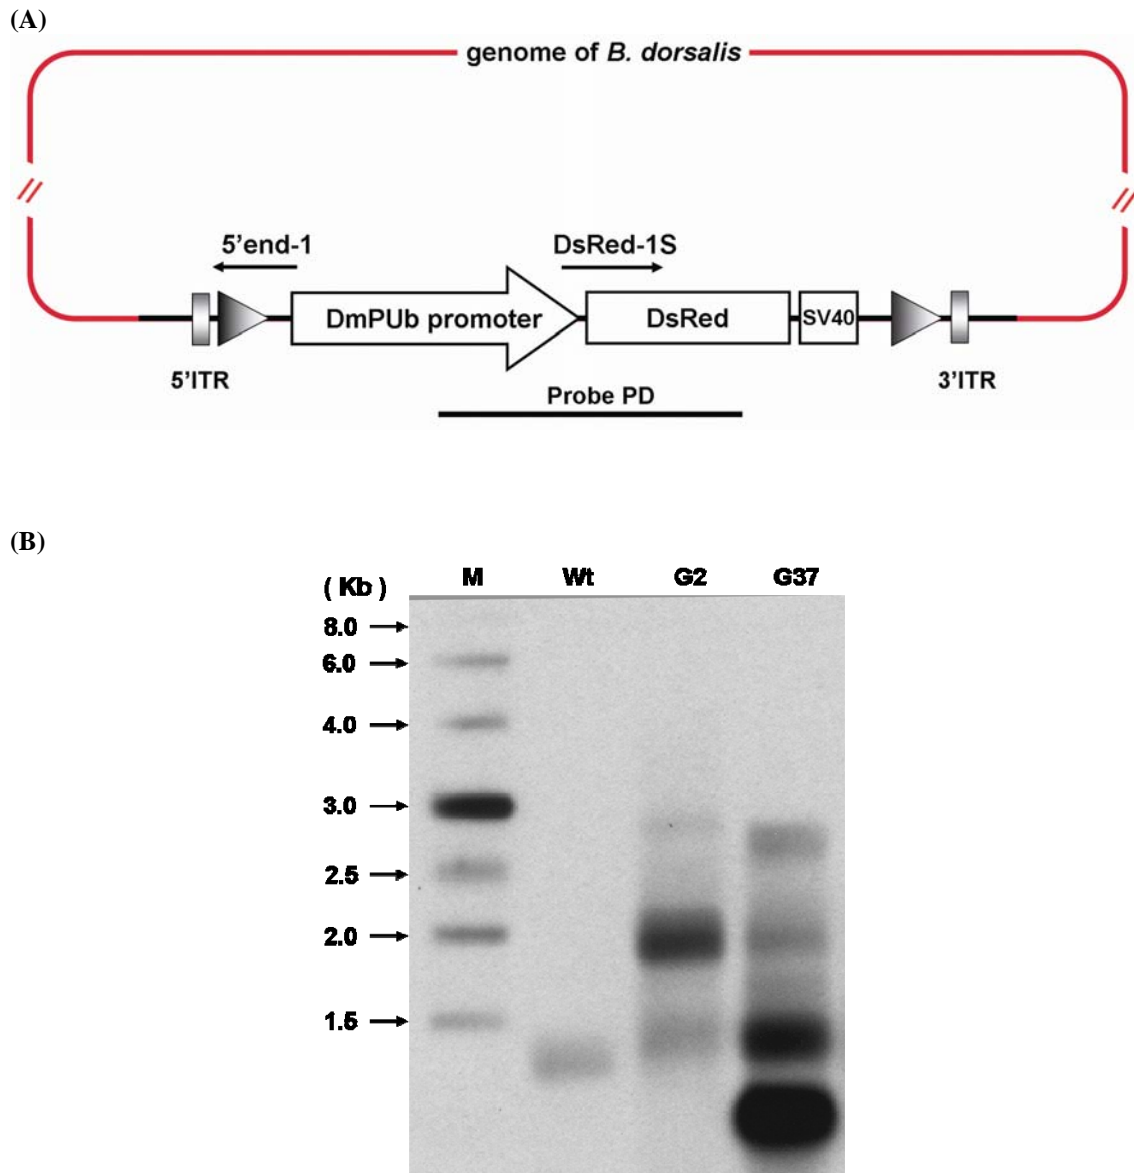 (A)
genome of B. dorsalis
5'end-1 DsRed-1S
DmPUb promoter DsRed SV40
5'ITR 3'ITR
Probe PD
(B)
( Kb ) M Wt G2 G37
8.0
6.0
4.0
3.0
2.5
2.0
1.5